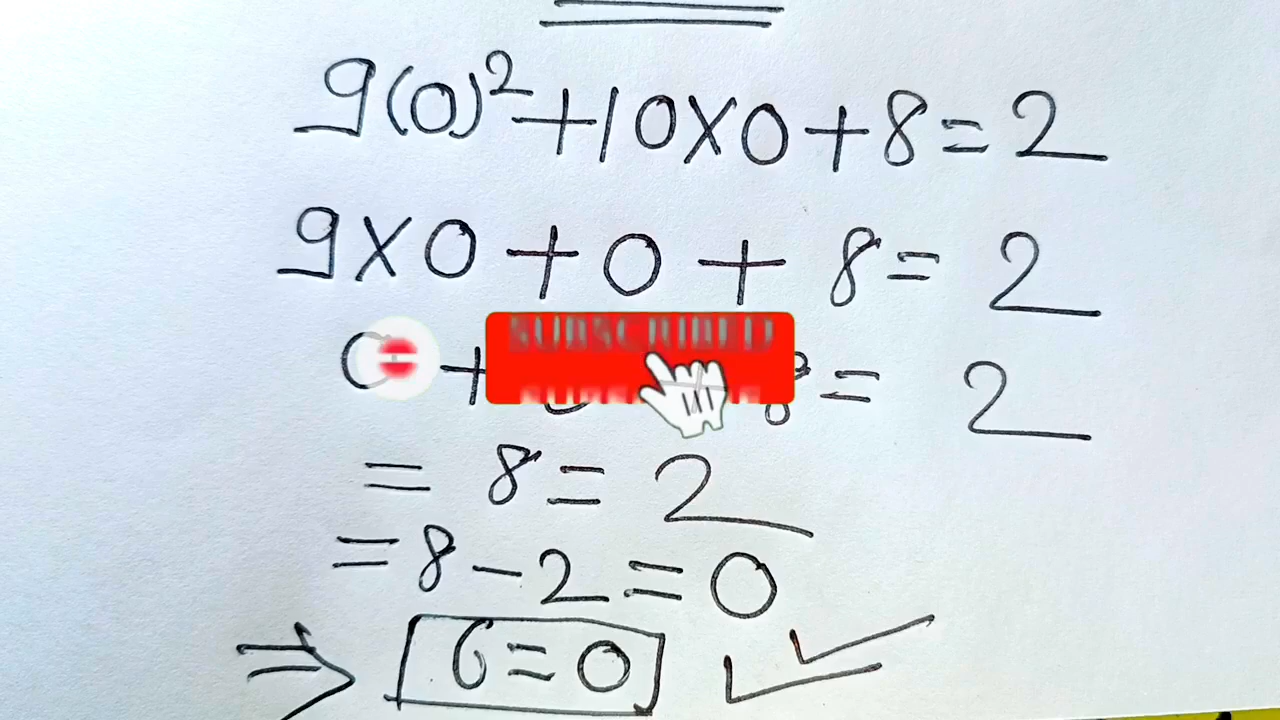 9(0)²+10×0+8=2
9×0+0+8=2
SUBSCRIBED
0 + 8 = 2
= 8 = 2
= 8 - 2 = 0
⇒ 6 = 0 ✓✓